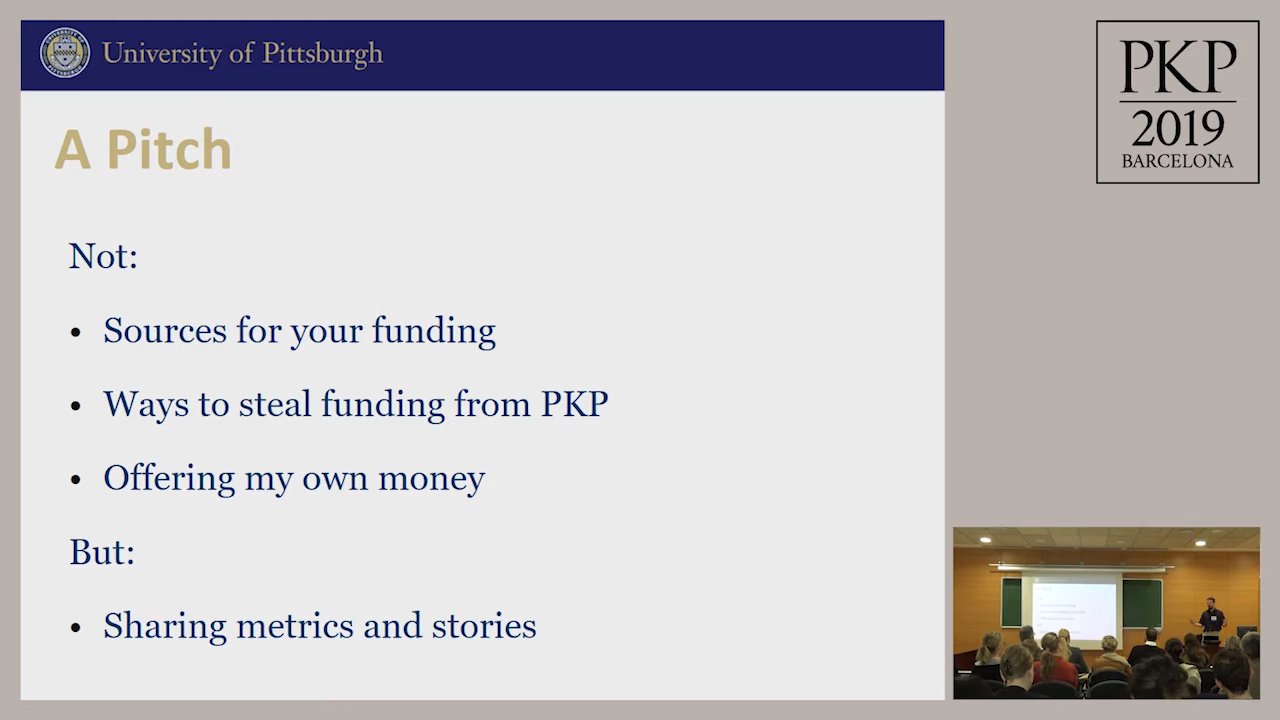 University of Pittsburgh
A Pitch
Not:
• Sources for your funding
• Ways to steal funding from PKP
• Offering my own money
But:
• Sharing metrics and stories
PKP
2019
BARCELONA